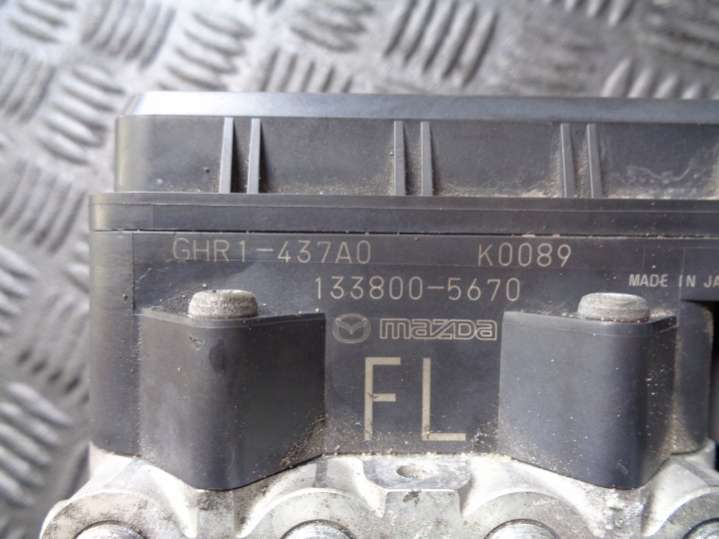 GHR1-437A0 K0089
133800-5670 MADE IN JA
mazda
FL